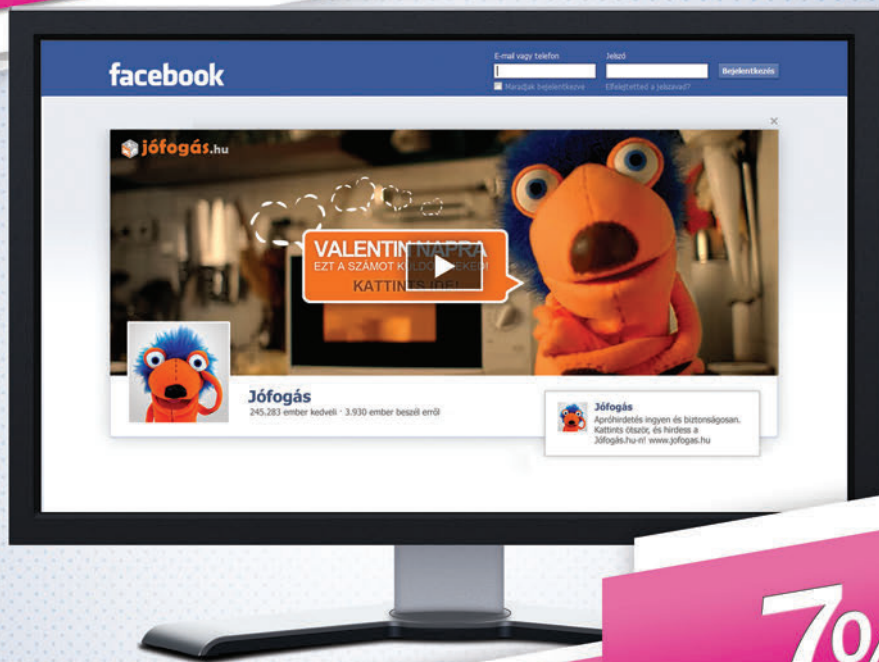 facebook
E-mail vagy telefon
Jelszó
Bejelentkezés
Maradjak bejelentkezve
Elfelejtetted a jelszavad?
jófogás.hu
VALENTIN NAPRA
EZT A SZÁMOT
KATTINTS IDE!
Jófogás
245.283 ember kedveli · 3.930 ember beszél erről
Jófogás
Apróhirdetés ingyen és biztonságosan.
Kattints ötször, és hirdess a
Jófogás.hu-n! www.jofogas.hu
7%